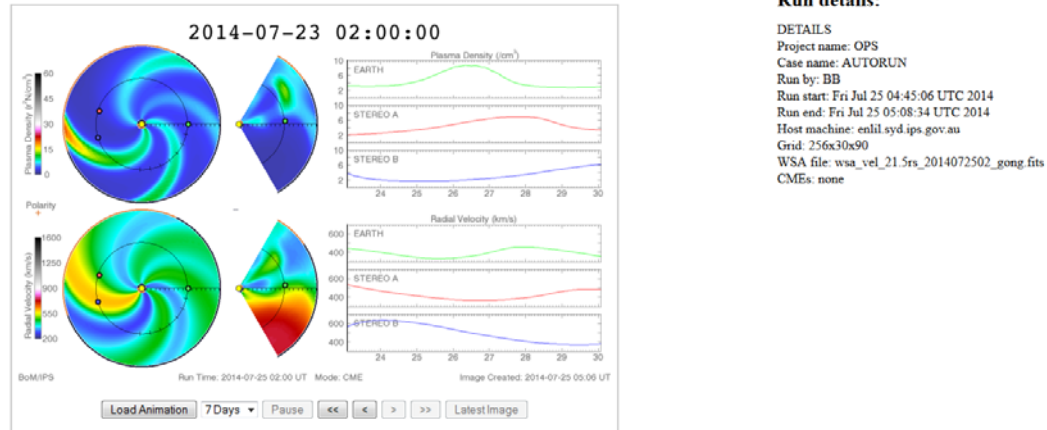 2014-07-23 02:00:00
Plasma Density (r²N/cm³)
60
45
30
15
0
Plasma Density (/cm³)
10
6
2
EARTH
10
6
2
STEREO A
10
6
2
STEREO B
24 25 26 27 28 29 30
Polarity
+
−
Radial Velocity (km/s)
1600
1250
900
550
200
Radial Velocity (km/s)
600
400
EARTH
600
400
STEREO A
600
400
STEREO B
24 25 26 27 28 29 30
BoM/IPS Run Time: 2014-07-25 02:00 UT Mode: CME Image Created: 2014-07-25 05:06 UT
Load Animation 7 Days Pause << < > >> Latest Image
Run details:
DETAILS
Project name: OPS
Case name: AUTORUN
Run by: BB
Run start: Fri Jul 25 04:45:06 UTC 2014
Run end: Fri Jul 25 05:08:34 UTC 2014
Host machine: enlil.syd.ips.gov.au
Grid: 256x30x90
WSA file: wsa_vel_21.5rs_2014072502_gong.fits
CMEs: none